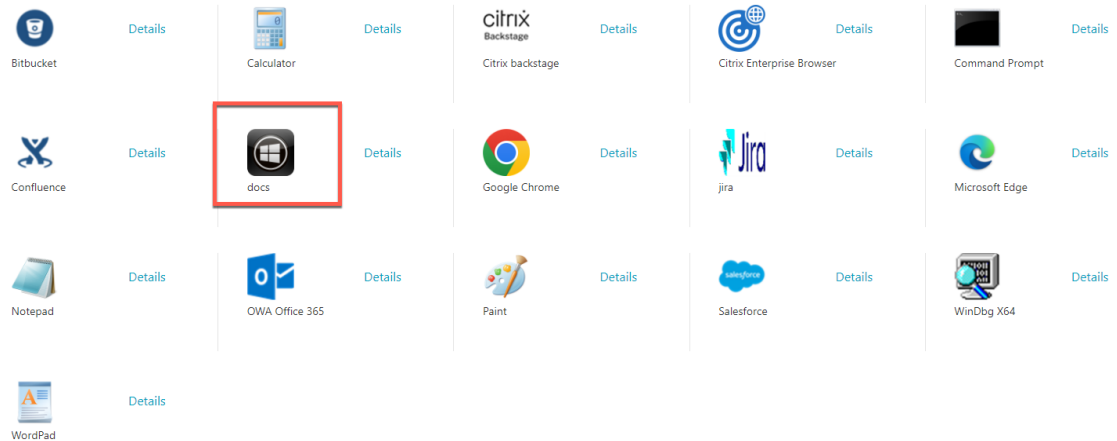 Details
Details
citrix
Backstage
Details
Details
Details
Bitbucket
Calculator
Citrix backstage
Citrix Enterprise Browser
Command Prompt
Details
Details
Details
Jira
Details
Details
Confluence
docs
Google Chrome
jira
Microsoft Edge
Details
Details
Details
salesforce
Details
Details
Notepad
OWA Office 365
Paint
Salesforce
WinDbg X64
Details
WordPad